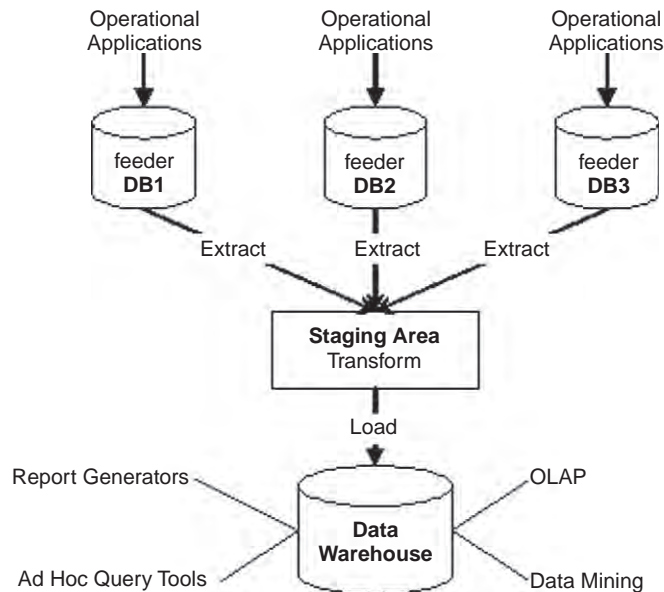 Operational
Applications
Operational
Applications
Operational
Applications
feeder
DB1
feeder
DB2
feeder
DB3
Extract
Extract
Extract
Staging Area
Transform
Load
Report Generators
OLAP
Data
Warehouse
Ad Hoc Query Tools
Data Mining